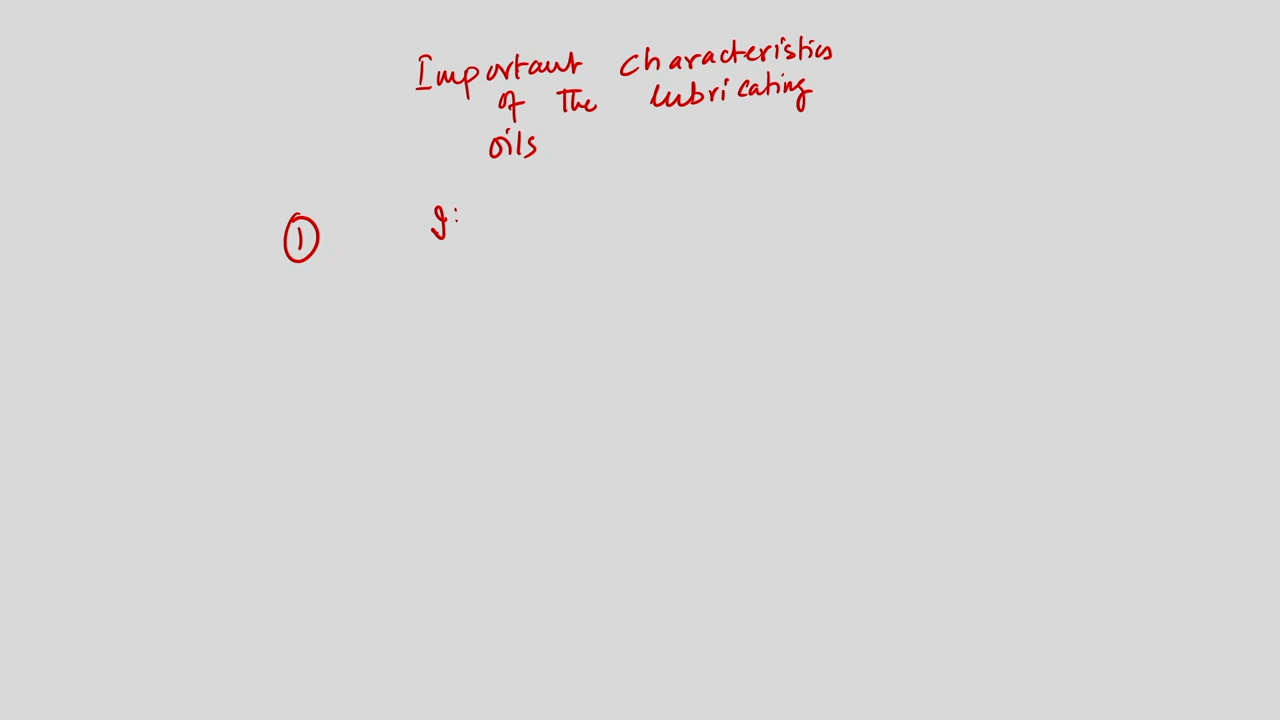 Important characteristics
of the lubricating
oils
1